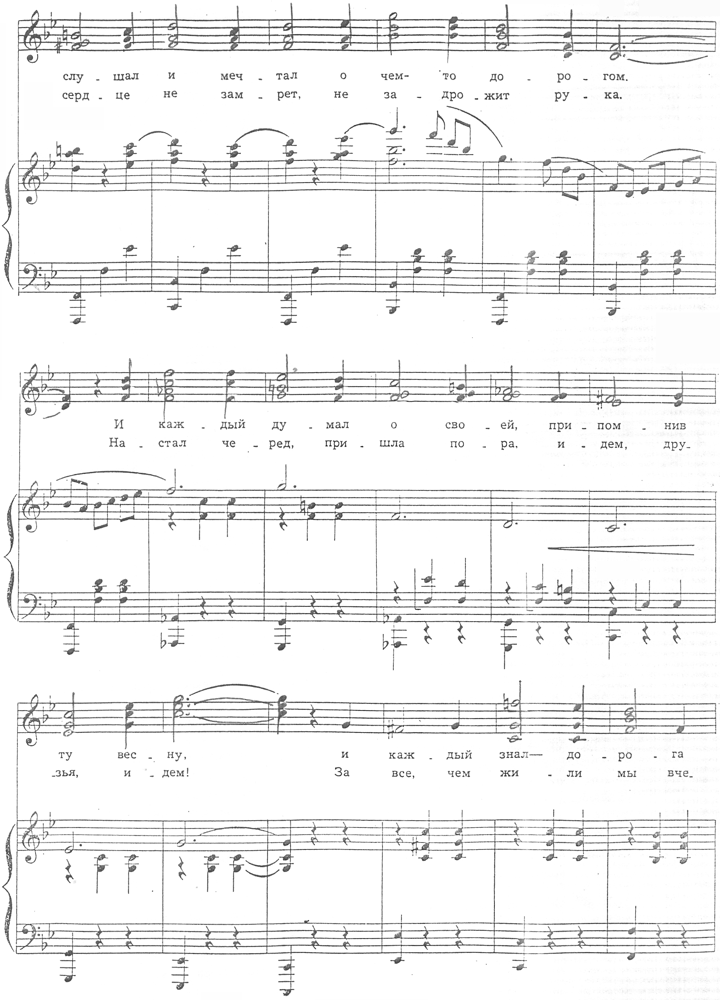 слу - шал и меч - тал о чем- то до - ро - гом.
серд - це не зам - рет, не за - дро - жит ру - ка.
И каж - дый ду - мал о сво - ей, при - пом - нив
На - стал че - ред, при - шла по - ра, и - дем, дру-
ту вес - ну, и каж - дый знал— до - ро - га
-зья, и - дем! За все, чем жи - ли мы вче-